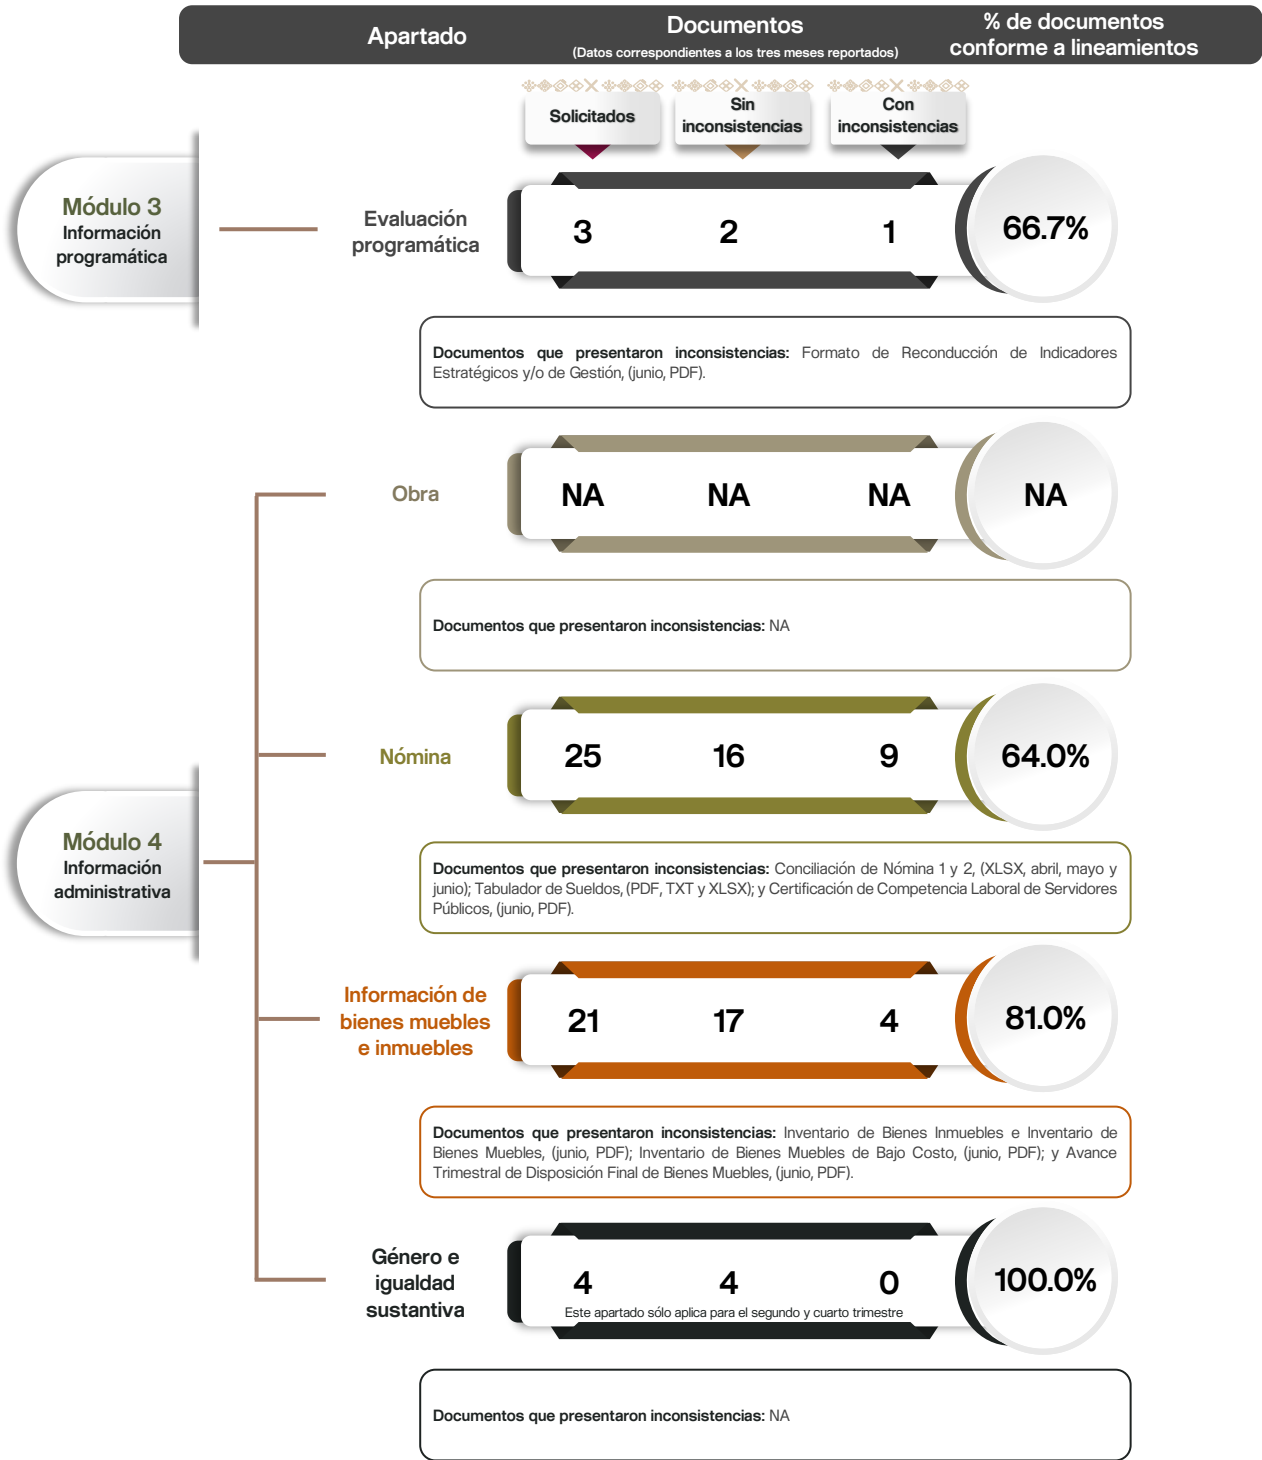 Apartado
Documentos
(Datos correspondientes a los tres meses reportados)
% de documentos
conforme a lineamientos
Solicitados
Sin
inconsistencias
Con
inconsistencias
Módulo 3
Información
programática
Evaluación
programática
3 2 1 66.7%
Documentos que presentaron inconsistencias: Formato de Reconducción de Indicadores
Estratégicos y/o de Gestión, (junio, PDF).
Obra
NA NA NA NA
Documentos que presentaron inconsistencias: NA
Nómina
25 16 9 64.0%
Módulo 4
Información
administrativa
Documentos que presentaron inconsistencias: Conciliación de Nómina 1 y 2, (XLSX, abril, mayo y
junio); Tabulador de Sueldos, (PDF, TXT y XLSX); y Certificación de Competencia Laboral de Servidores
Públicos, (junio, PDF).
Información de
bienes muebles
e inmuebles
21 17 4 81.0%
Documentos que presentaron inconsistencias: Inventario de Bienes Inmuebles e Inventario de
Bienes Muebles, (junio, PDF); Inventario de Bienes Muebles de Bajo Costo, (junio, PDF); y Avance
Trimestral de Disposición Final de Bienes Muebles, (junio, PDF).
Género e
igualdad
sustantiva
4 4 0 100.0%
Este apartado sólo aplica para el segundo y cuarto trimestre
Documentos que presentaron inconsistencias: NA